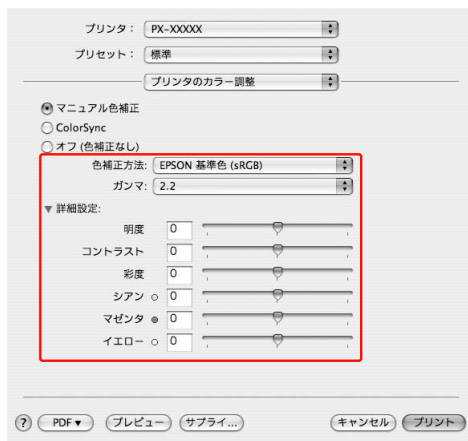 プリンタ： PX-XXXXX
プリセット： 標準
プリンタのカラー調整
マニュアル色補正
ColorSync
オフ (色補正なし)
色補正方法: EPSON 基準色 (sRGB)
ガンマ: 2.2
▼ 詳細設定:
明度 0
コントラスト 0
彩度 0
シアン 0
マゼンタ 0
イエロー 0
? PDF▼ プレビュー サプライ... キャンセル プリント